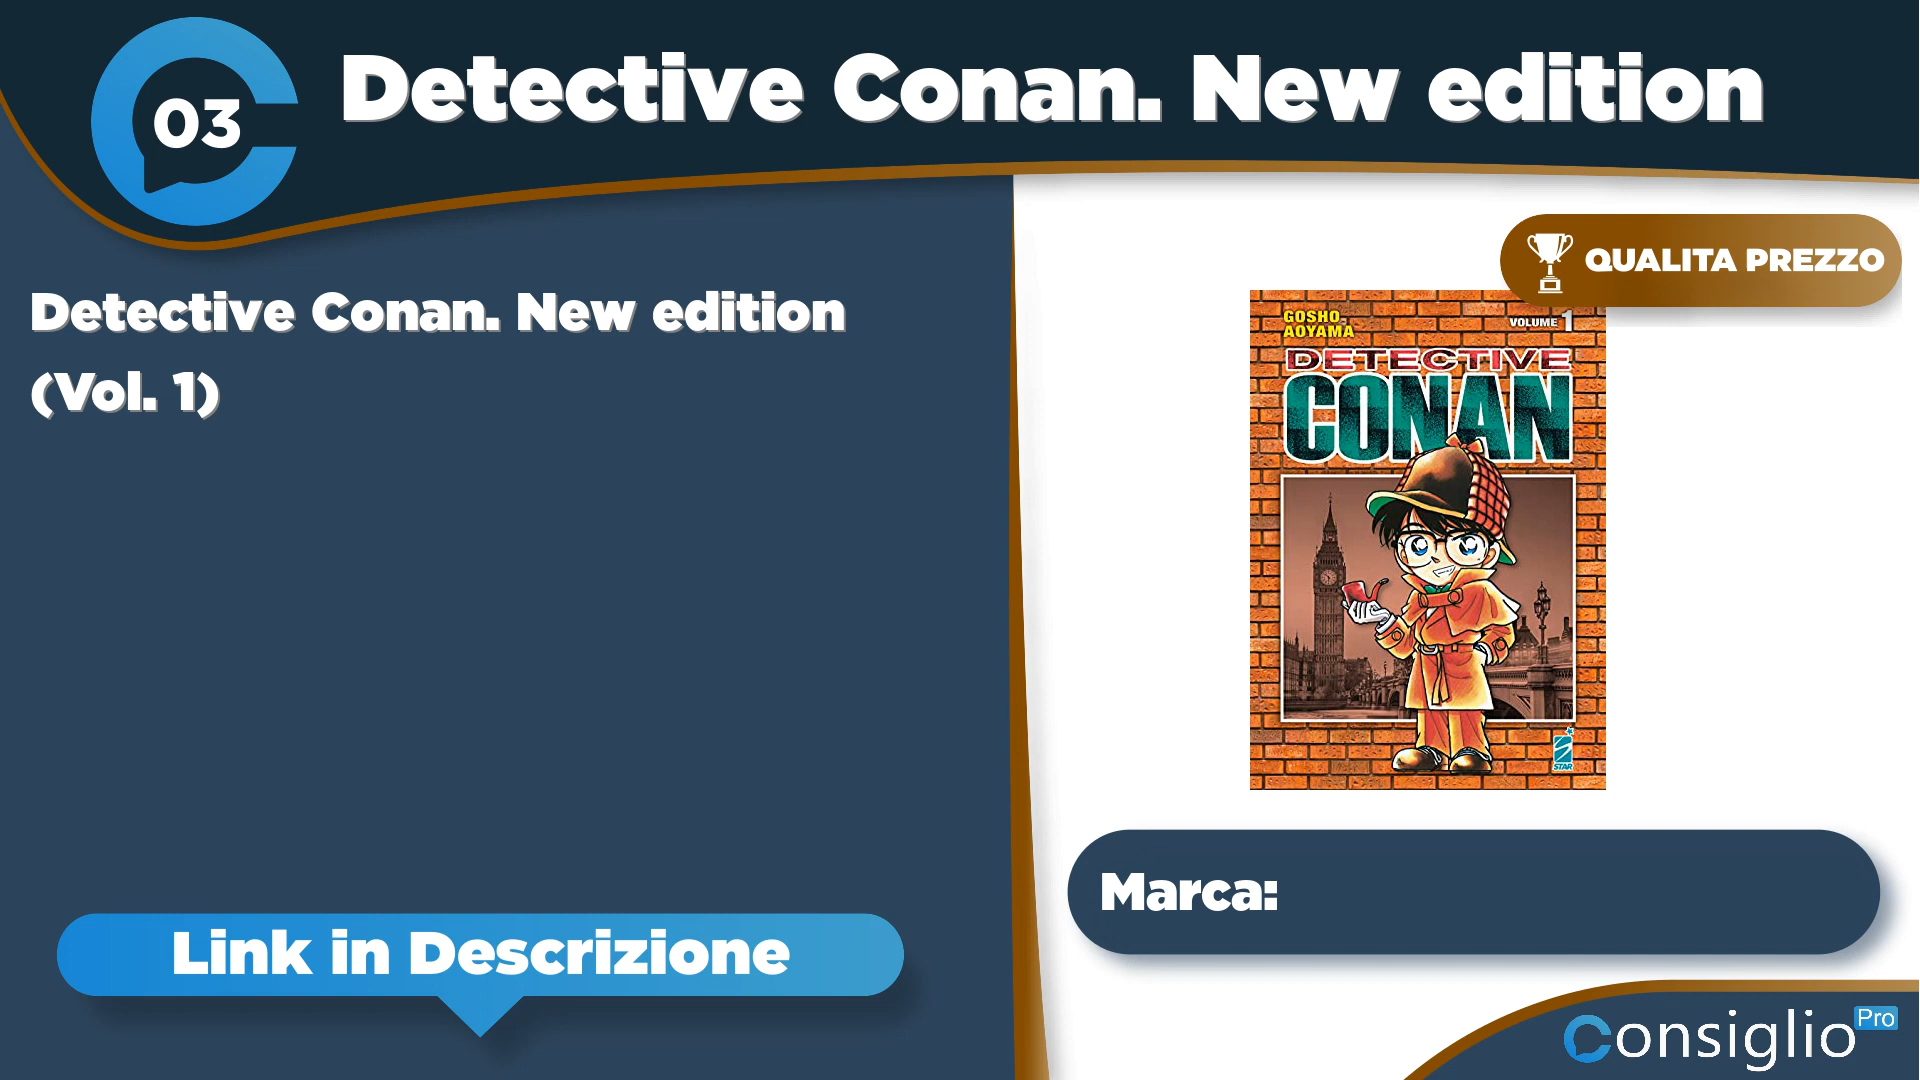 03
Detective Conan. New edition
Detective Conan. New edition
(Vol. 1)
QUALITA PREZZO
GOSHO
AOYAMA
VOLUME 1
DETECTIVE
CONAN
STAR
Marca:
Link in Descrizione
Consiglio Pro